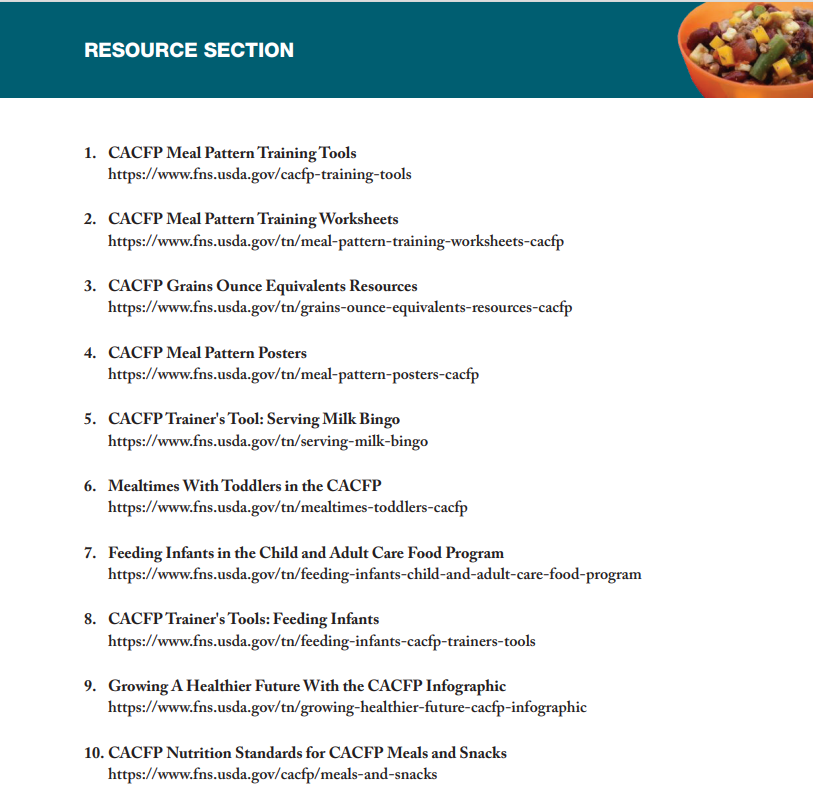 RESOURCE SECTION
1. CACFP Meal Pattern Training Tools
https://www.fns.usda.gov/cacfp-training-tools
2. CACFP Meal Pattern Training Worksheets
https://www.fns.usda.gov/tn/meal-pattern-training-worksheets-cacfp
3. CACFP Grains Ounce Equivalents Resources
https://www.fns.usda.gov/tn/grains-ounce-equivalents-resources-cacfp
4. CACFP Meal Pattern Posters
https://www.fns.usda.gov/tn/meal-pattern-posters-cacfp
5. CACFP Trainer's Tool: Serving Milk Bingo
https://www.fns.usda.gov/tn/serving-milk-bingo
6. Mealtimes With Toddlers in the CACFP
https://www.fns.usda.gov/tn/mealtimes-toddlers-cacfp
7. Feeding Infants in the Child and Adult Care Food Program
https://www.fns.usda.gov/tn/feeding-infants-child-and-adult-care-food-program
8. CACFP Trainer's Tools: Feeding Infants
https://www.fns.usda.gov/tn/feeding-infants-cacfp-trainers-tools
9. Growing A Healthier Future With the CACFP Infographic
https://www.fns.usda.gov/tn/growing-healthier-future-cacfp-infographic
10. CACFP Nutrition Standards for CACFP Meals and Snacks
https://www.fns.usda.gov/cacfp/meals-and-snacks